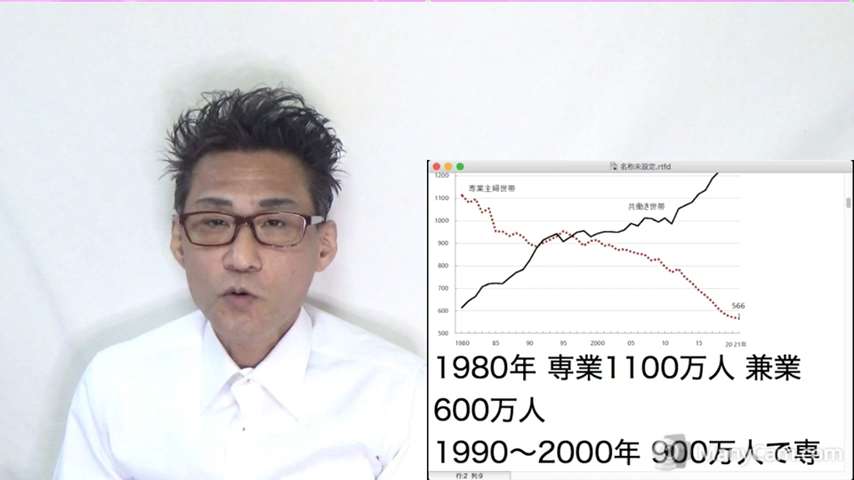 名称未設定.rtfd
1200
専業主婦世帯
共働き世帯
1100
1000
900
800
700
600
566
500
1980 85 90 95 2000 05 10 15 20 21年
1980年 専業1100万人 兼業
600万人
1990〜2000年 900万人で専
ManyCam.com
行:2 列:9